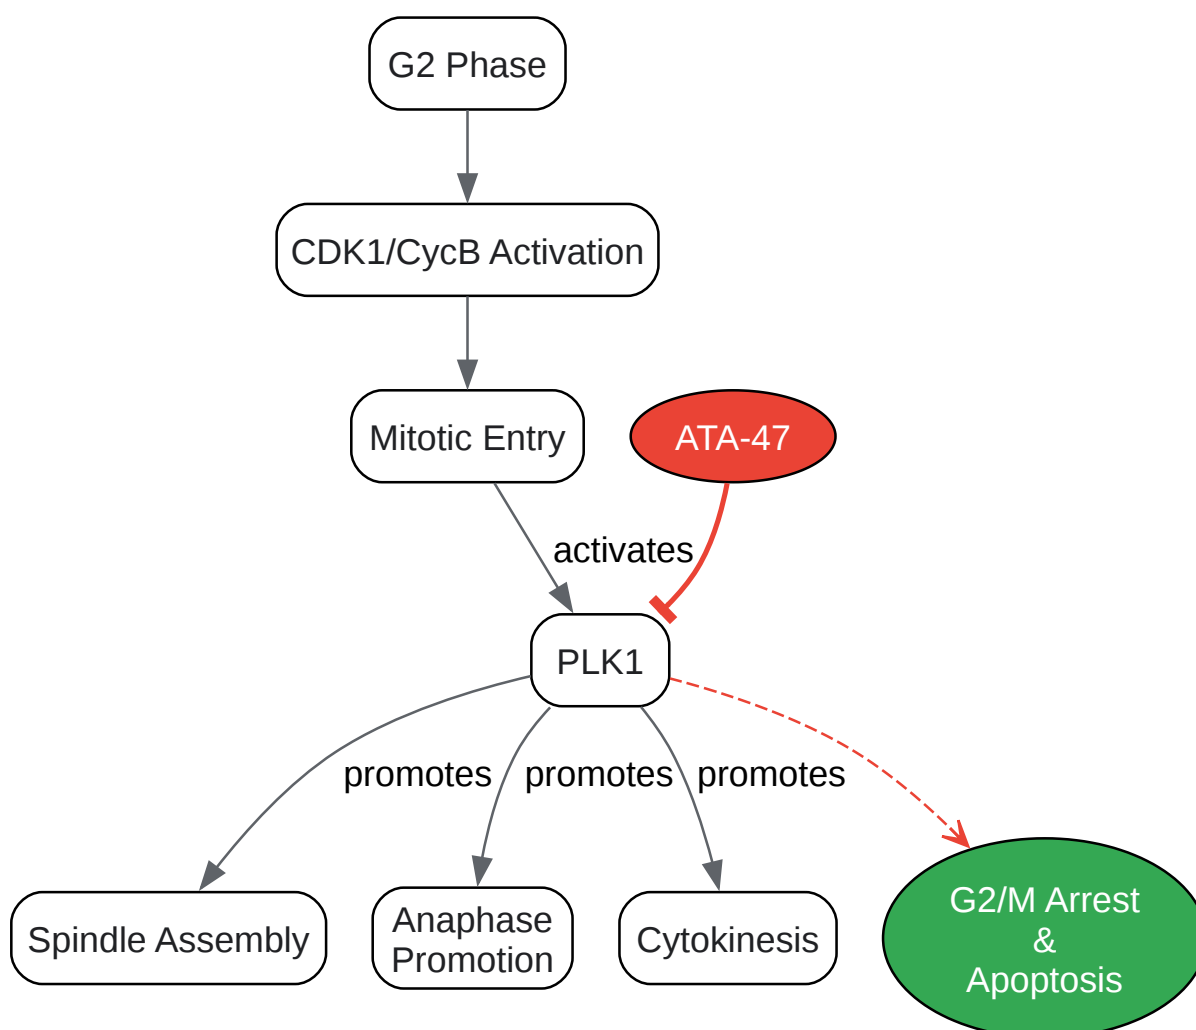 G2 Phase
CDK1/CycB Activation
Mitotic Entry
ATA-47
activates
PLK1
promotes
promotes
promotes
Spindle Assembly
Anaphase
Promotion
Cytokinesis
G2/M Arrest
&
Apoptosis